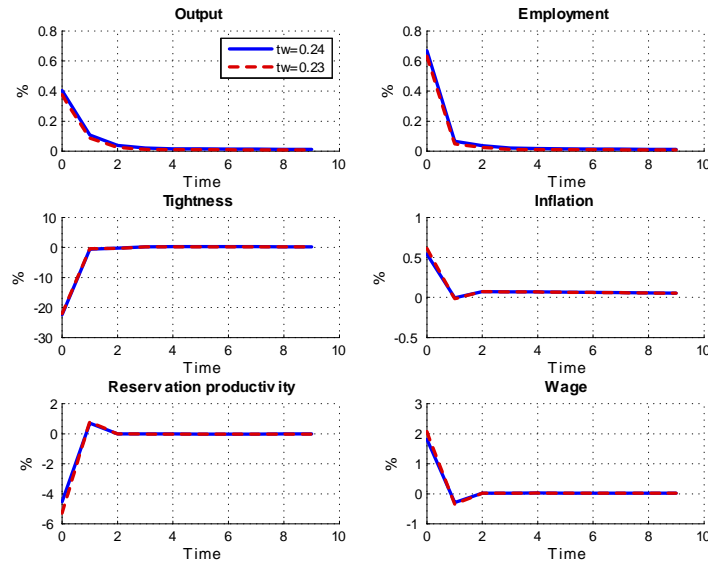 Output
Employment
0.8
0.6
0.4
0.2
0
%
0 2 4 6 8 10
Time
tw=0.24
tw=0.23
0.8
0.6
0.4
0.2
0
%
0 2 4 6 8 10
Time
Tightness
Inflation
10
0
-10
-20
-30
%
0 2 4 6 8 10
Time
1
0.5
0
-0.5
%
0 2 4 6 8 10
Time
Reservation productivity
Wage
2
0
-2
-4
-6
%
0 2 4 6 8 10
Time
3
2
1
0
-1
%
0 2 4 6 8 10
Time